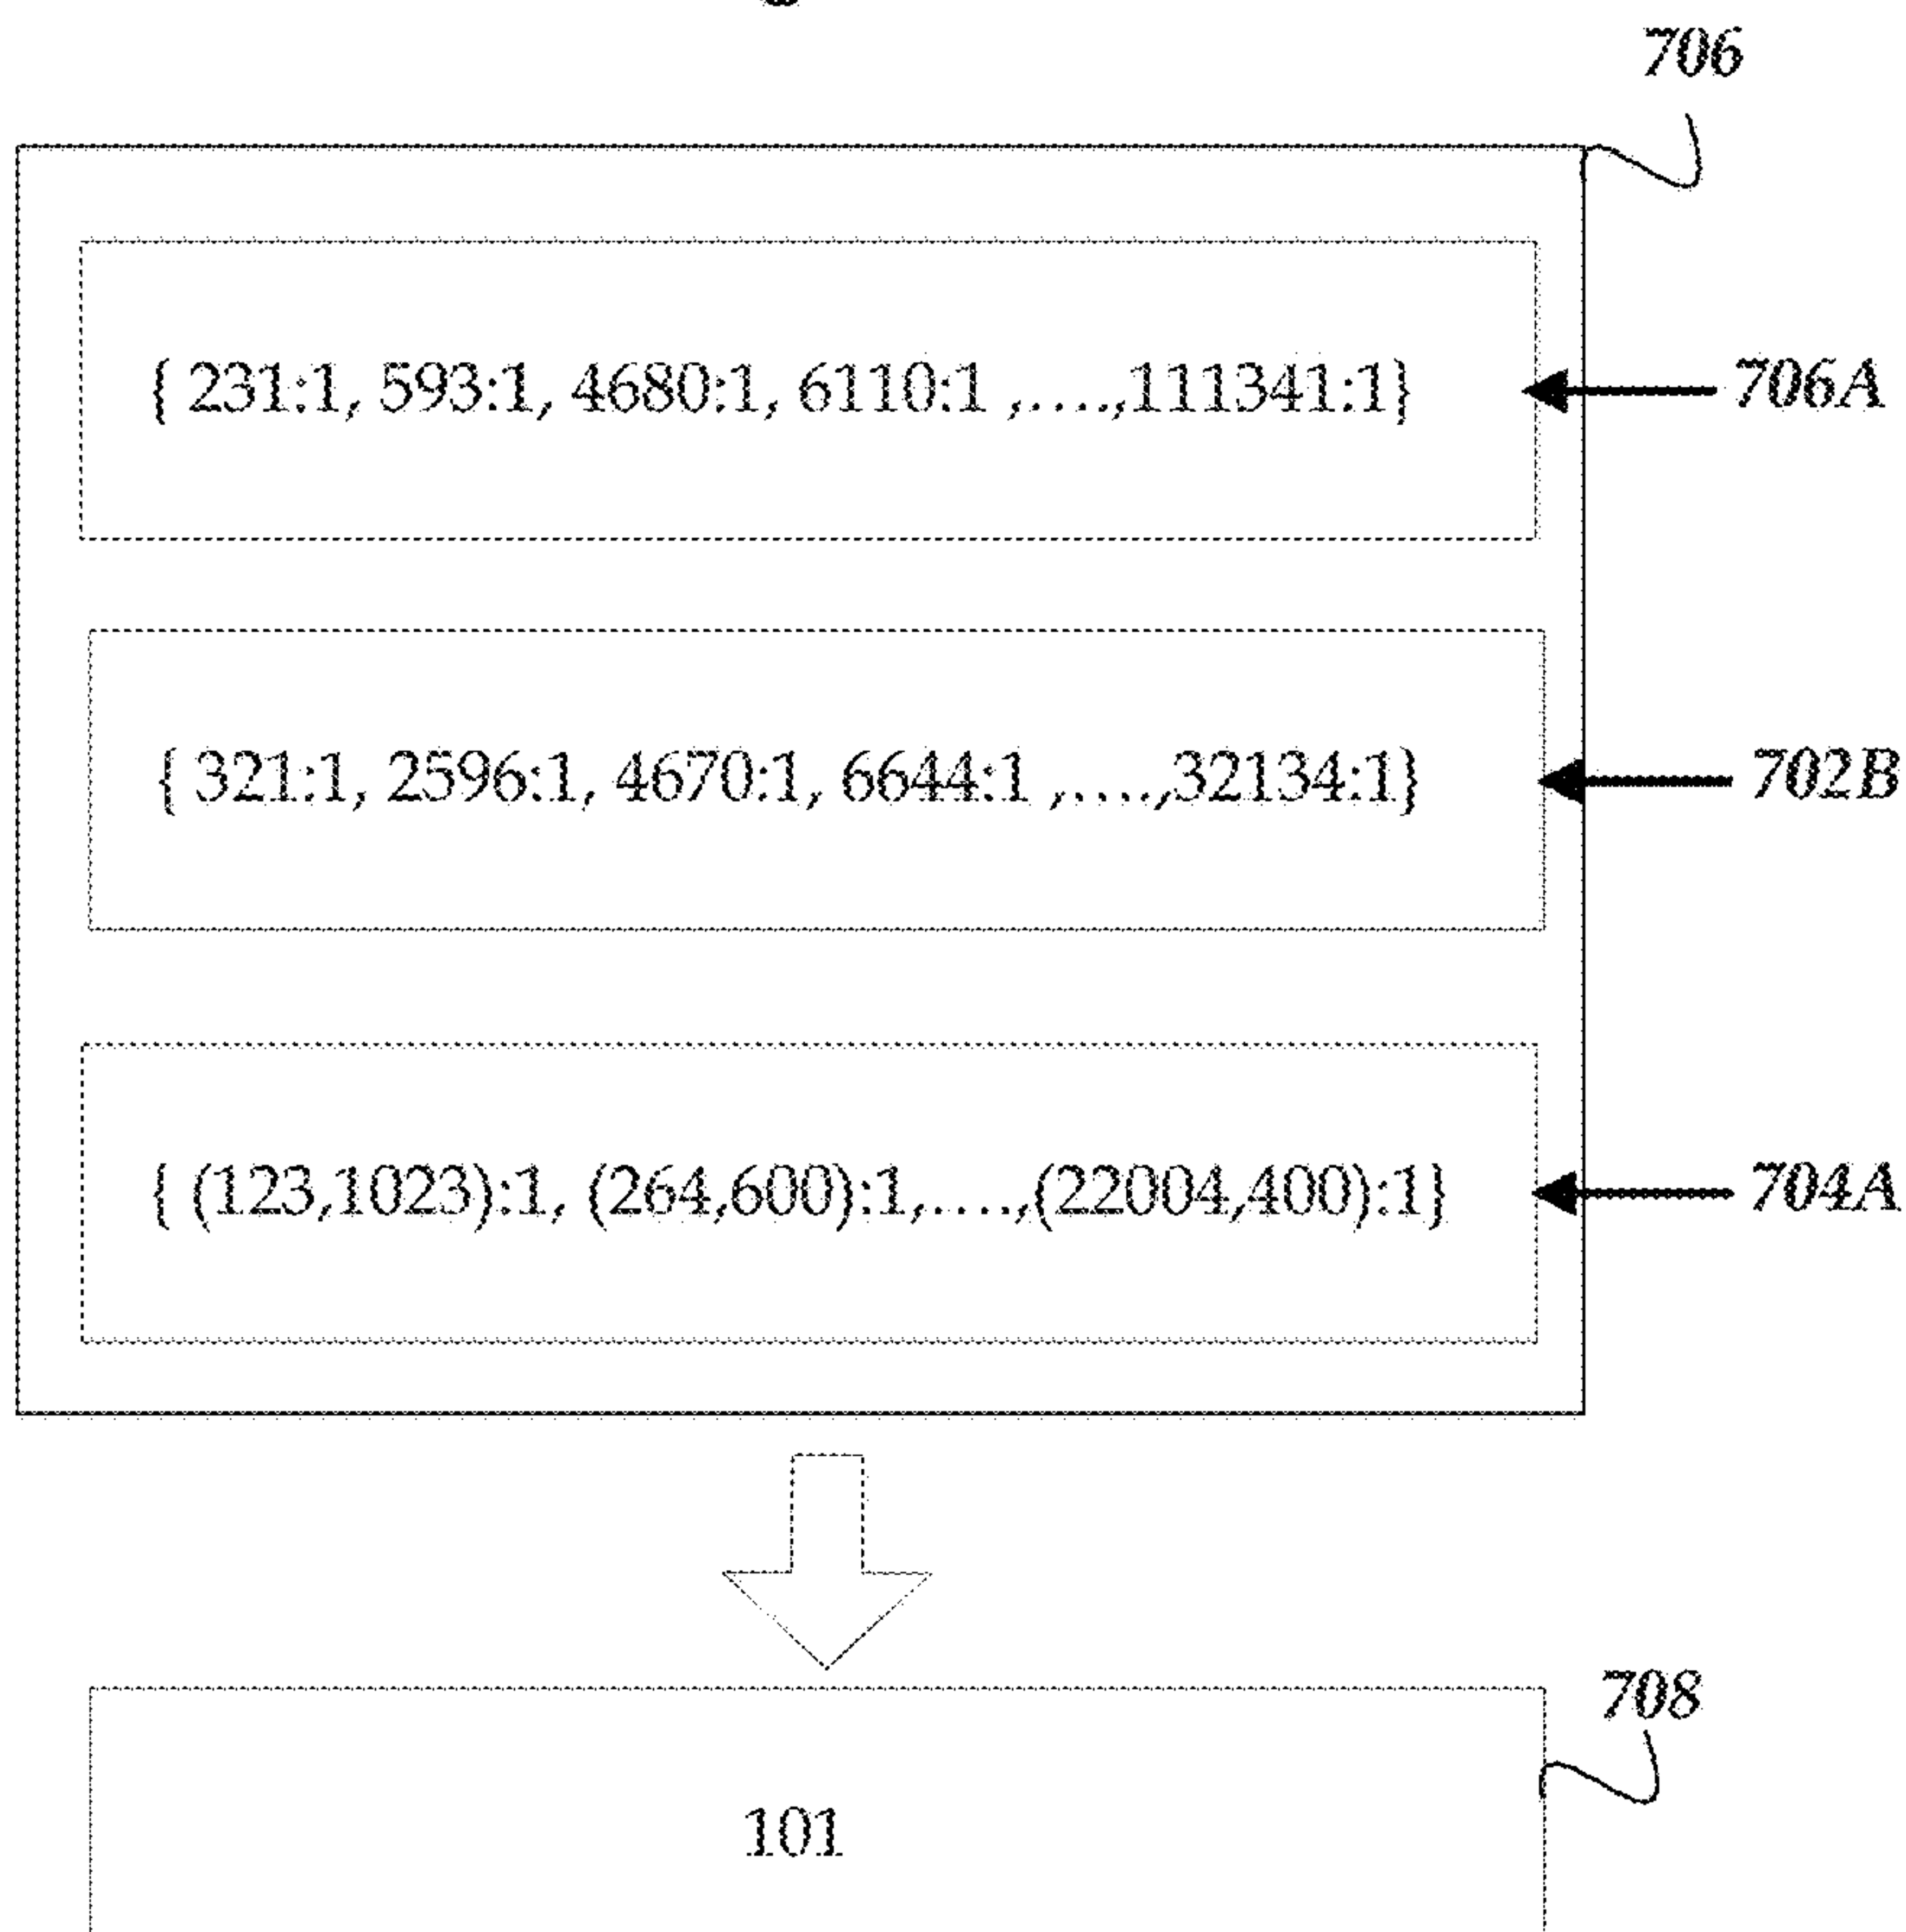 706
{ 231:1, 593:1, 4680:1, 6110:1 ,….,111341:1}
706A
{ 321:1, 2596:1, 4670:1, 6644:1 ,….,32134:1}
702B
{ (123,1023):1, (264,600):1,….,(22004,400):1}
704A
708
101